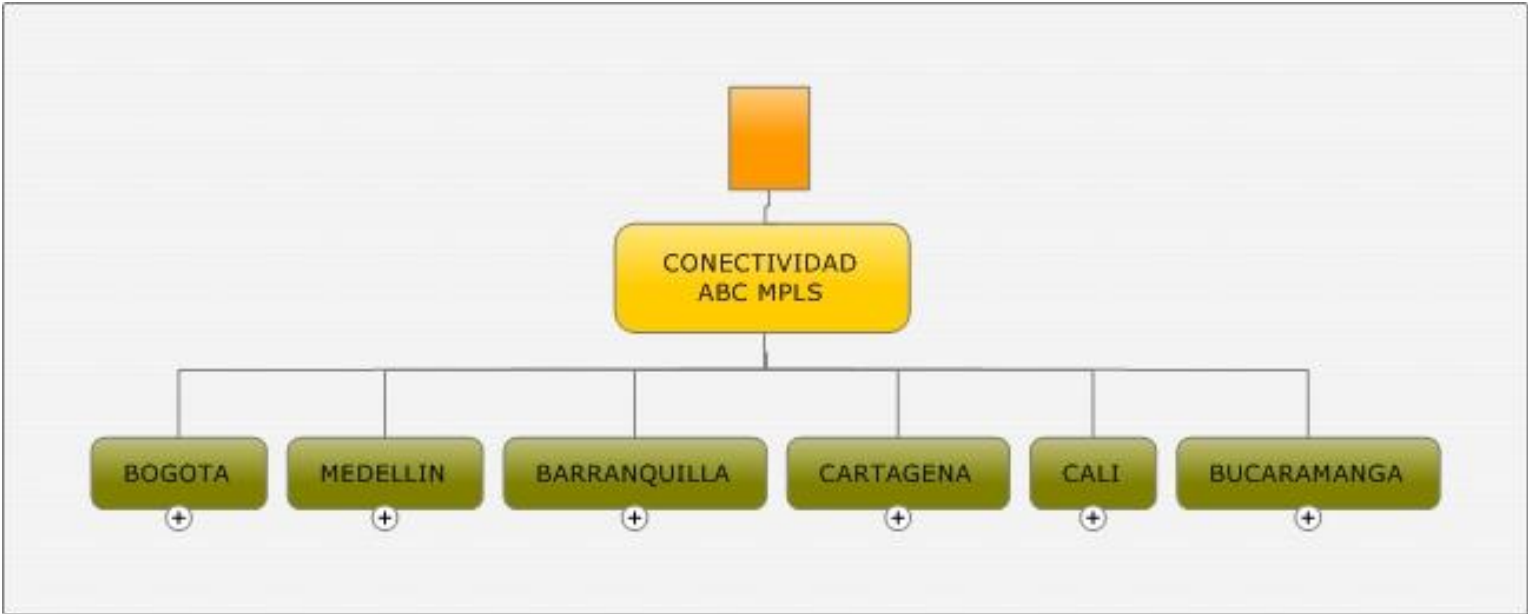 CONECTIVIDAD
ABC MPLS
BOGOTA
MEDELLIN
BARRANQUILLA
CARTAGENA
CALI
BUCARAMANGA